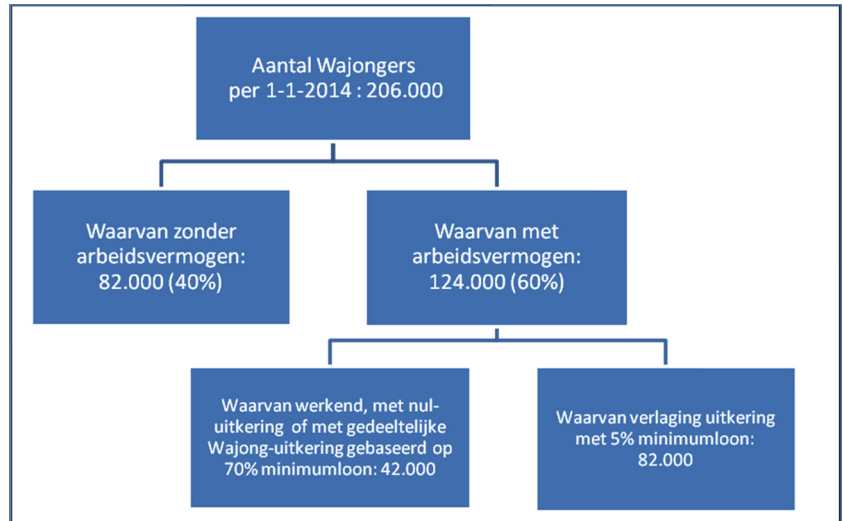 Aantal Wajongers
per 1-1-2014 : 206.000
Waarvan zonder
arbeidsvermogen:
82.000 (40%)
Waarvan met
arbeidsvermogen:
124.000 (60%)
Waarvan werkend, met nul-
uitkering of met gedeeltelijke
Wajong-uitkering gebaseerd op
70% minimumloon: 42.000
Waarvan verlaging uitkering
met 5% minimumloon:
82.000